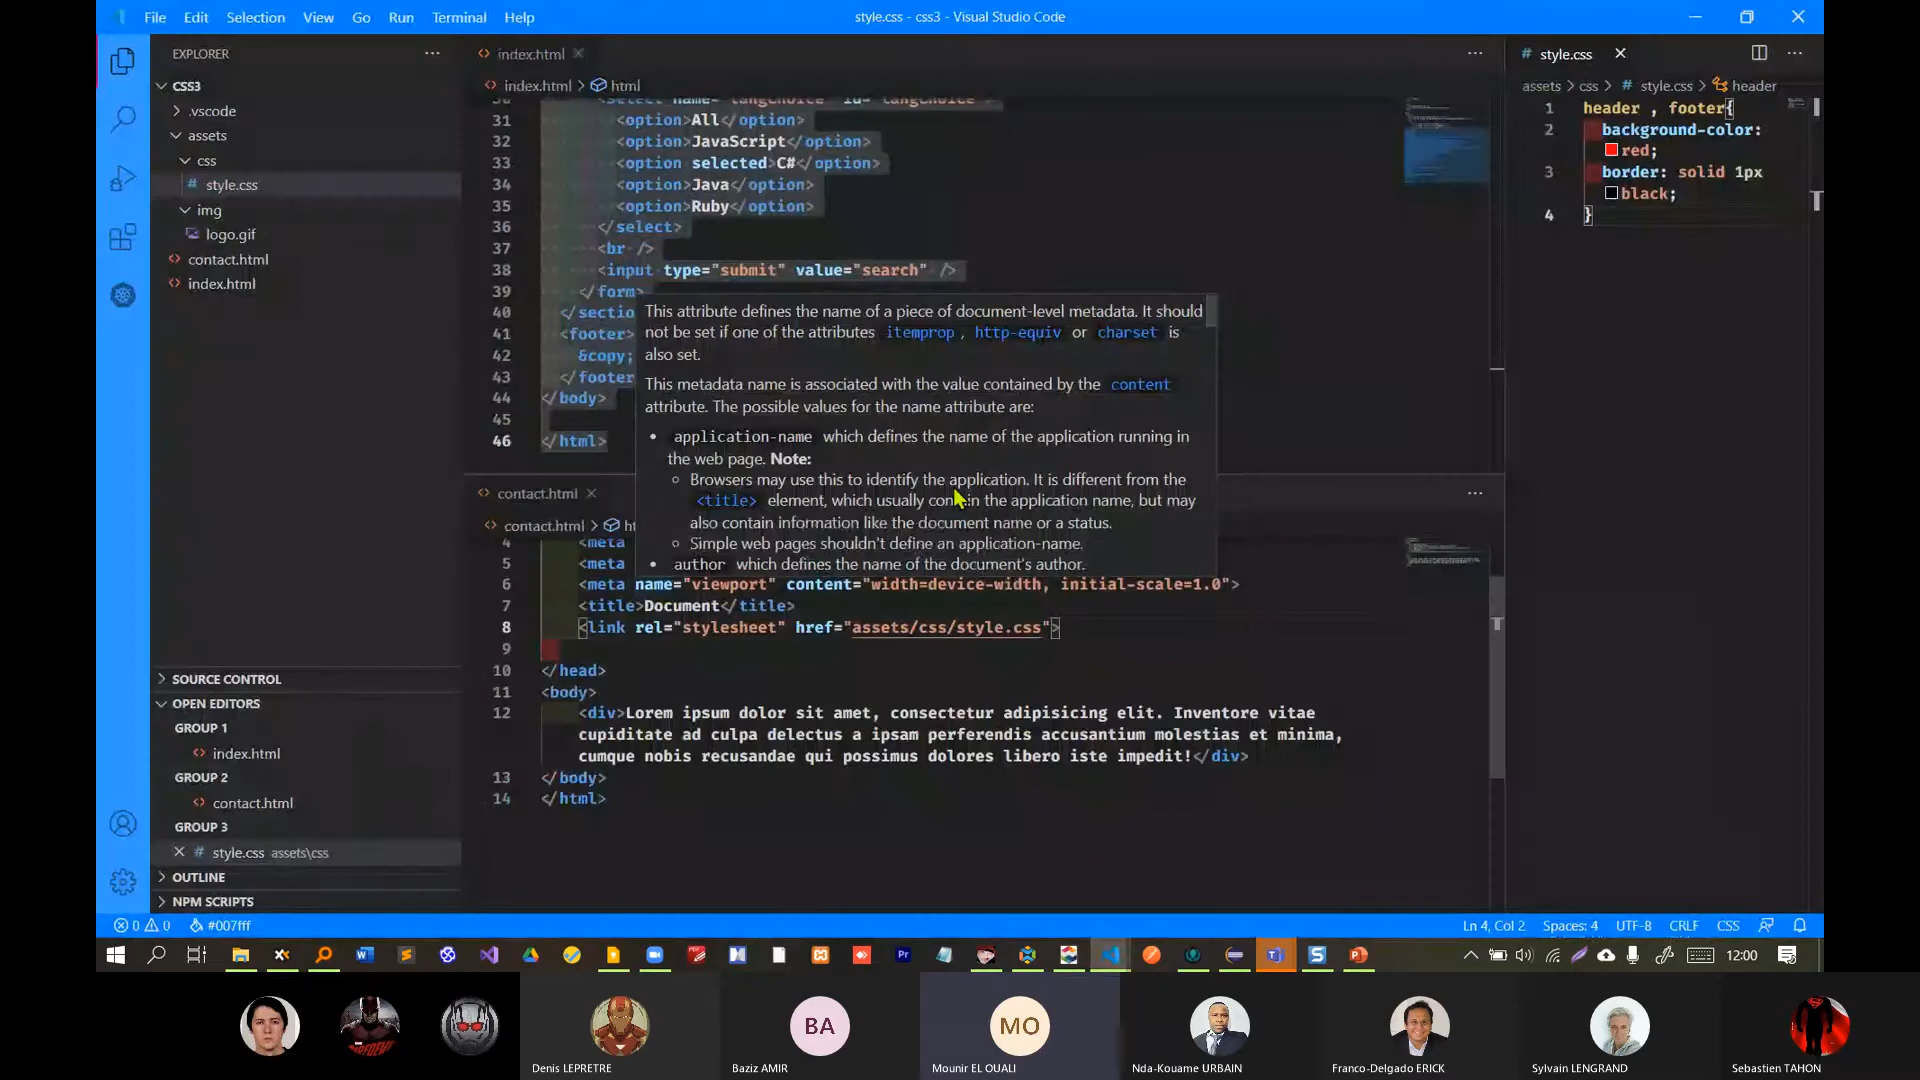 File Edit Selection View Go Run Terminal Help
style.css - css3 - Visual Studio Code
EXPLORER
CSS3
.vscode
assets
css
# style.css
img
logo.gif
contact.html
index.html
SOURCE CONTROL
OPEN EDITORS
GROUP 1
index.html
GROUP 2
contact.html
GROUP 3
# style.css assets\css
OUTLINE
NPM SCRIPTS
index.html
index.html > html
30 <select name="langChoice" id="langChoice">
31 <option>All</option>
32 <option>JavaScript</option>
33 <option selected>C#</option>
34 <option>Java</option>
35 <option>Ruby</option>
36 </select>
37 <br />
38 <input type="submit" value="search" />
39 </form>
40 </sectio
41 <footer>
42 &copy;
43 </footer
44 </body>
45
46 </html>
This attribute defines the name of a piece of document-level metadata. It should
not be set if one of the attributes itemprop, http-equiv or charset is
also set.
This metadata name is associated with the value contained by the content
attribute. The possible values for the name attribute are:
• application-name which defines the name of the application running in
the web page. Note:
Browsers may use this to identify the application. It is different from the
<title> element, which usually contain the application name, but may
also contain information like the document name or a status.
Simple web pages shouldn't define an application-name.
• author which defines the name of the document's author.
contact.html
contact.html > ht
4 <meta
5 <meta
6 <meta name="viewport" content="width=device-width, initial-scale=1.0">
7 <title>Document</title>
8 <link rel="stylesheet" href="assets/css/style.css">
9
10 </head>
11 <body>
12 <div>Lorem ipsum dolor sit amet, consectetur adipisicing elit. Inventore vitae
cupiditate ad culpa delectus a ipsam perferendis accusantium molestias et minima,
cumque nobis recusandae qui possimus dolores libero iste impedit!</div>
13 </body>
14 </html>
# style.css
assets > css > # style.css > header
1 header , footer{
2 background-color:
red;
3 border: solid 1px
black;
4 }
0 0 #007fff
Ln 4, Col 2 Spaces: 4 UTF-8 CRLF CSS
12:00
BA
MO
Denis LEPRETRE
Baziz AMIR
Mounir EL OUALI
Nda-Kouame URBAIN
Franco-Delgado ERICK
Sylvain LENGRAND
Sebastien TAHON